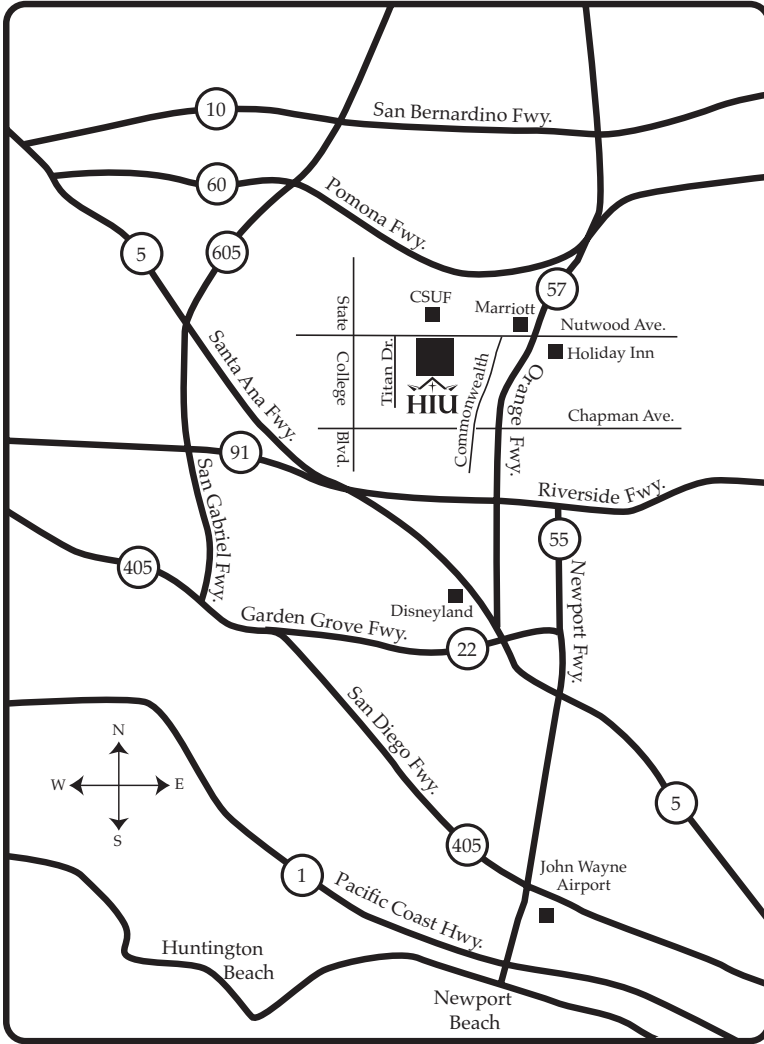 10
San Bernardino Fwy.
60
Pomona Fwy.
5
605
57
CSUF
Marriott
State
College
Blvd.
Nutwood Ave.
Titan Dr.
HIU
Commonwealth
Holiday Inn
Orange Fwy.
Santa Ana Fwy.
Chapman Ave.
91
San Gabriel Fwy.
Riverside Fwy.
55
405
Newport Fwy.
Disneyland
Garden Grove Fwy.
22
San Diego Fwy.
N
W
E
S
5
405
1
John Wayne
Airport
Pacific Coast Hwy.
Huntington
Beach
Newport
Beach